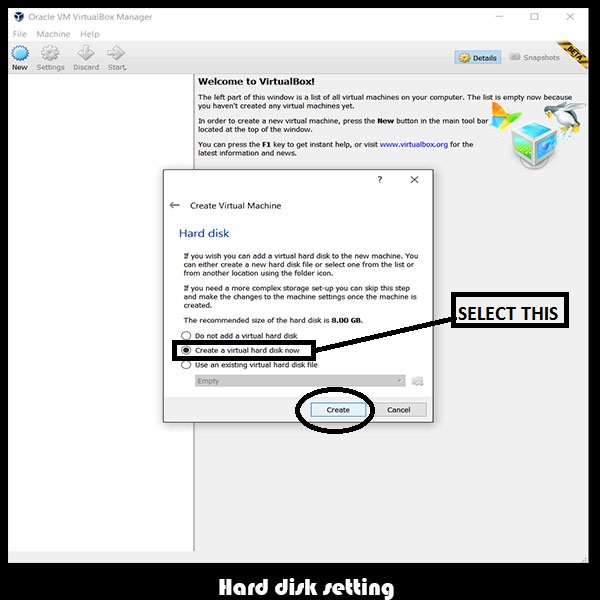 Oracle VM VirtualBox Manager
File Machine Help
New Settings Discard Start
Details Snapshots
BETA
Welcome to VirtualBox!
The left part of this window is a list of all virtual machines on your computer. The list is empty now because
you haven't created any virtual machines yet.
In order to create a new virtual machine, press the New button in the main tool bar
located at the top of the window.
You can press the F1 key to get instant help, or visit www.virtualbox.org for the
latest information and news.
?
Create Virtual Machine
Hard disk
If you wish you can add a virtual hard disk to the new machine. You
can either create a new hard disk file or select one from the list or
from another location using the folder icon.
If you need a more complex storage set-up you can skip this step
and make the changes to the machine settings once the machine is
created.
The recommended size of the hard disk is 8.00 GB.
Do not add a virtual hard disk
Create a virtual hard disk now
SELECT THIS
Use an existing virtual hard disk file
Empty
Create Cancel
Hard disk setting